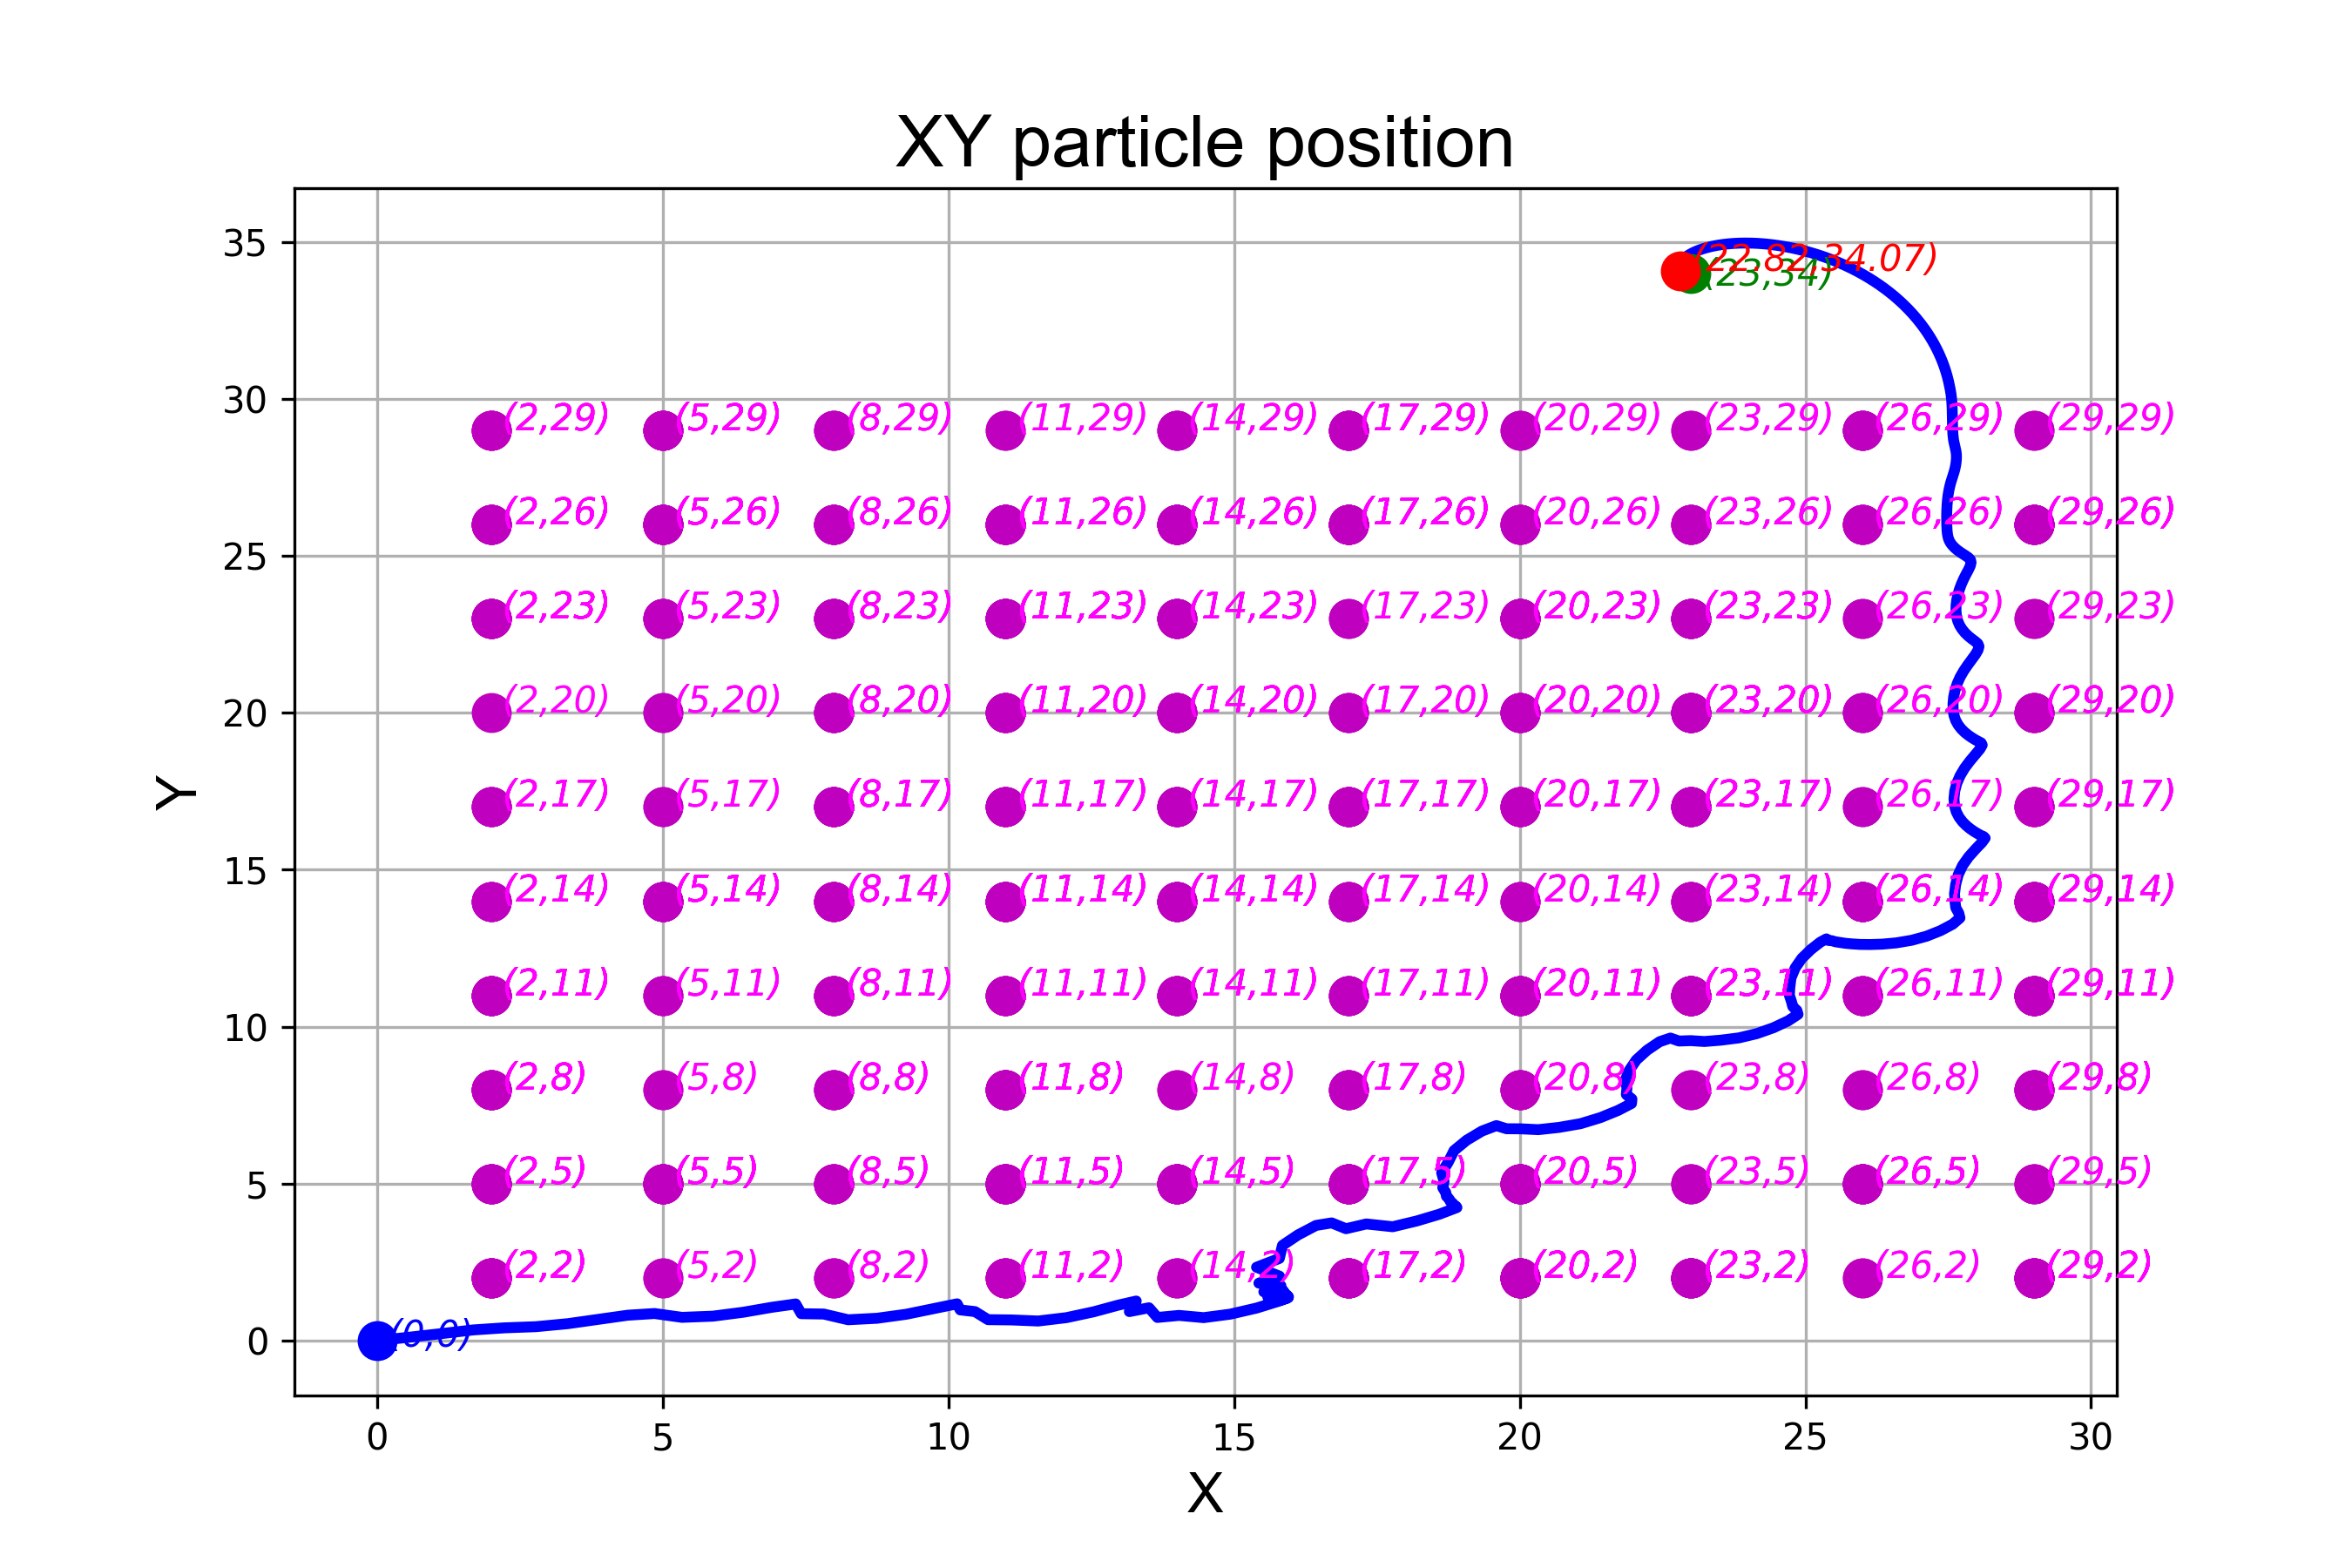 XY particle position
35
(22.82,34.07)
(23,34)
30
(2,29) (5,29) (8,29) (11,29) (14,29) (17,29) (20,29) (23,29) (26,29) (29,29)
(2,26) (5,26) (8,26) (11,26) (14,26) (17,26) (20,26) (23,26) (26,26) (29,26)
25
(2,23) (5,23) (8,23) (11,23) (14,23) (17,23) (20,23) (23,23) (26,23) (29,23)
20 (2,20) (5,20) (8,20) (11,20) (14,20) (17,20) (20,20) (23,20) (26,20) (29,20)
Y
(2,17) (5,17) (8,17) (11,17) (14,17) (17,17) (20,17) (23,17) (26,17) (29,17)
15
(2,14) (5,14) (8,14) (11,14) (14,14) (17,14) (20,14) (23,14) (26,14) (29,14)
(2,11) (5,11) (8,11) (11,11) (14,11) (17,11) (20,11) (23,11) (26,11) (29,11)
10
(2,8) (5,8) (8,8) (11,8) (14,8) (17,8) (20,8) (23,8) (26,8) (29,8)
5 (2,5) (5,5) (8,5) (11,5) (14,5) (17,5) (20,5) (23,5) (26,5) (29,5)
(2,2) (5,2) (8,2) (11,2) (14,2) (17,2) (20,2) (23,2) (26,2) (29,2)
0 (0,0)
0 5 10 15 20 25 30
X